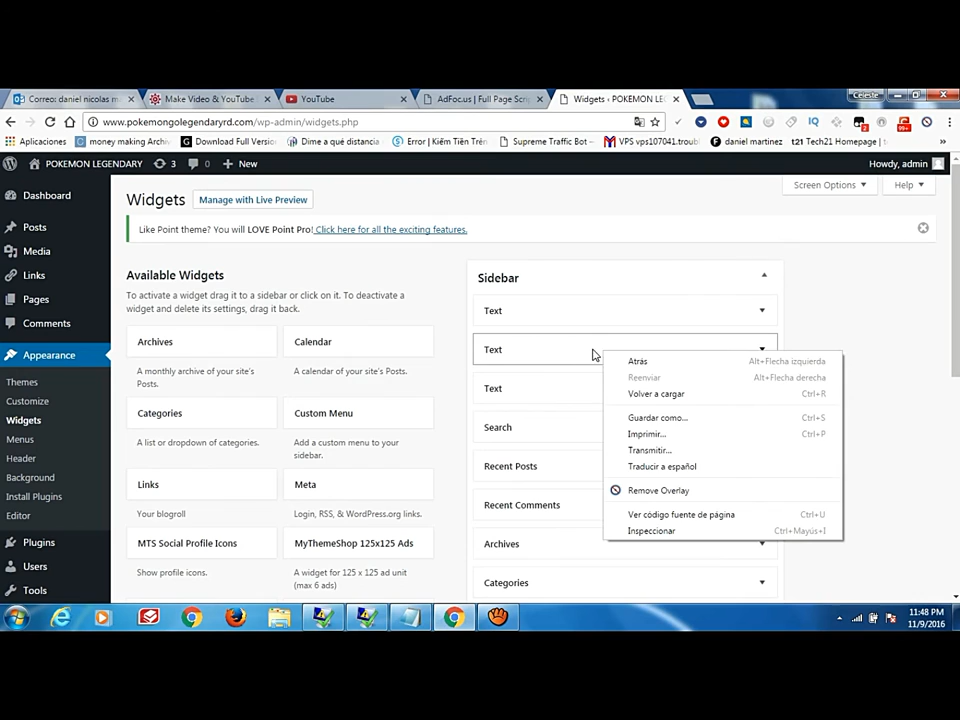 Correo: daniel nicolas m
Make Video & YouTube
YouTube
AdFoc.us | Full Page Scri
Widgets ‹ POKEMON LE
Celeste
www.pokemongolegendaryrd.com/wp-admin/widgets.php
IQ
2
99+
Aplicaciones
money making Archiv
Download Full Version
Dime a qué distancia
Error | Kiếm Tiền Trên
Supreme Traffic Bot –
VPS vps107041.troubl
daniel martinez
t21 Tech21 Homepage |
»
POKEMON LEGENDARY
3
0
+ New
Howdy, admin
Dashboard
Posts
Media
Links
Pages
Comments
Appearance
Themes
Customize
Widgets
Menus
Header
Background
Install Plugins
Editor
Plugins
Users
Tools
Screen Options
Help
Widgets
Manage with Live Preview
Like Point theme? You will LOVE Point Pro! Click here for all the exciting features.
Available Widgets
To activate a widget drag it to a sidebar or click on it. To deactivate a
widget and delete its settings, drag it back.
Archives
A monthly archive of your site's
Posts.
Calendar
A calendar of your site's Posts.
Categories
A list or dropdown of categories.
Custom Menu
Add a custom menu to your
sidebar.
Links
Your blogroll
Meta
Login, RSS, & WordPress.org links.
MTS Social Profile Icons
Show profile icons.
MyThemeShop 125x125 Ads
A widget for 125 x 125 ad unit
(max 6 ads)
Sidebar
Text
Text
Text
Search
Recent Posts
Recent Comments
Archives
Categories
Atrás Alt+Flecha izquierda
Reenviar Alt+Flecha derecha
Volver a cargar Ctrl+R
Guardar como... Ctrl+S
Imprimir... Ctrl+P
Transmitir...
Traducir a español
Remove Overlay
Ver código fuente de página Ctrl+U
Inspeccionar Ctrl+Mayús+I
11:48 PM
11/9/2016